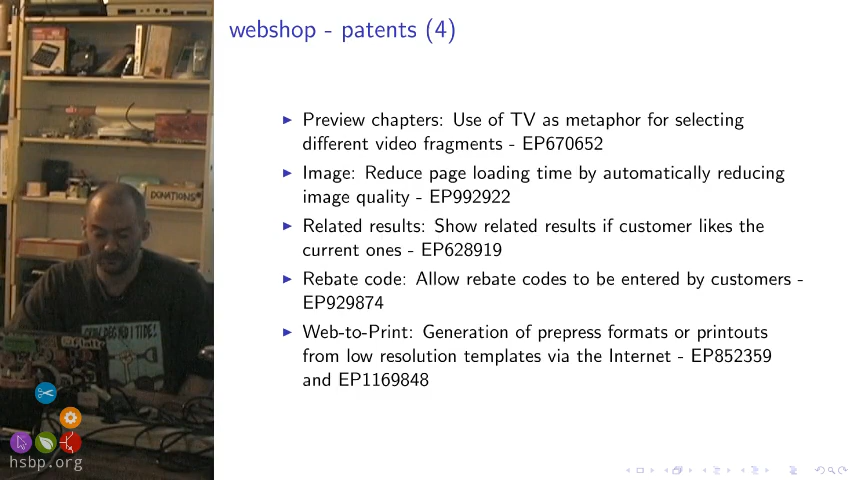 webshop - patents (4)
Preview chapters: Use of TV as metaphor for selecting
different video fragments - EP670652
Image: Reduce page loading time by automatically reducing
image quality - EP992922
Related results: Show related results if customer likes the
current ones - EP628919
Rebate code: Allow rebate codes to be entered by customers -
EP929874
Web-to-Print: Generation of prepress formats or printouts
from low resolution templates via the Internet - EP852359
and EP1169848
DONATIONS
hsbp.org